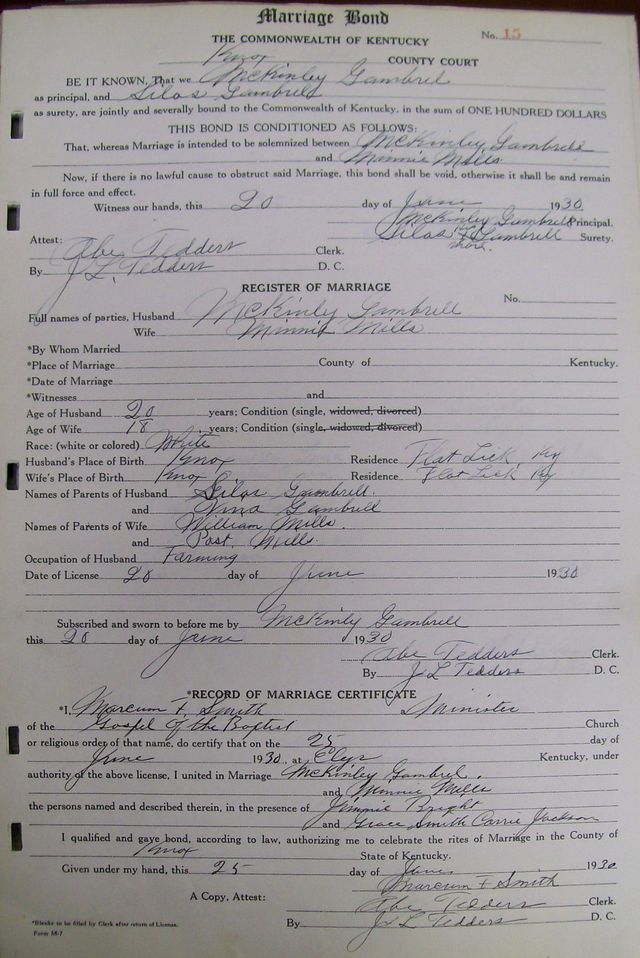 Marriage Bond
THE COMMONWEALTH OF KENTUCKY
No. 15
Knox COUNTY COURT
BE IT KNOWN, That we McKinley Gambrel
as principal, and Silas Gambrell
as surety, are jointly and severally bound to the Commonwealth of Kentucky, in the sum of ONE HUNDRED DOLLARS
THIS BOND IS CONDITIONED AS FOLLOWS:
That, whereas Marriage is intended to be solemnized between McKinley Gambrell
and Minnie Mills
Now, if there is no lawful cause to obstruct said Marriage, this bond shall be void, otherwise it shall be and remain
in full force and effect.
Witness our hands, this 20 day of June 1930
McKinley Gambrell Principal.
Silas Gambrell Surety.
Attest:
Abe Tedders Clerk.
By J L Tedders D. C.
REGISTER OF MARRIAGE
No.
Full names of parties, Husband McKinly Gambrell
Wife Minnie Mills
*By Whom Married
*Place of Marriage County of Kentucky.
*Date of Marriage
*Witnesses and
Age of Husband 20 years; Condition (single, widowed, divorced)
Age of Wife 18 years; Condition (single, widowed, divorced)
Race: (white or colored) White
Husband's Place of Birth Knox Residence Flat Lick, Ky
Wife's Place of Birth Knox Residence Flat Lick Ky
Names of Parents of Husband Silas Gambrell.
and Nina Gambrell
Names of Parents of Wife William Mills.
and Post Mills.
Occupation of Husband Farming
Date of License 20 day of June 1930
Subscribed and sworn to before me by McKinly Gambrell
this 20 day of June 1930
Abe Tedders Clerk.
By J L Tedders D. C.
*RECORD OF MARRIAGE CERTIFICATE
*I, Marcum F. Smith Minister
of the Gospel of the Baptist Church
or religious order of that name, do certify that on the 25 day of
June 1930, at Elys Kentucky, under
authority of the above license, I united in Marriage McKinley Gambrel.
and Minnie Mills
the persons named and described therein, in the presence of Jimmie Bright
and Grace Smith Carrie Jackson
I qualified and gave bond, according to law, authorizing me to celebrate the rites of Marriage in the County of
Knox State of Kentucky.
Given under my hand, this 25 day of June 1930
Marcum F Smith
A Copy, Attest: Abe Tedders Clerk.
By J L Tedders D. C.
*Blanks to be filled by Clerk after return of License.
Form M-7